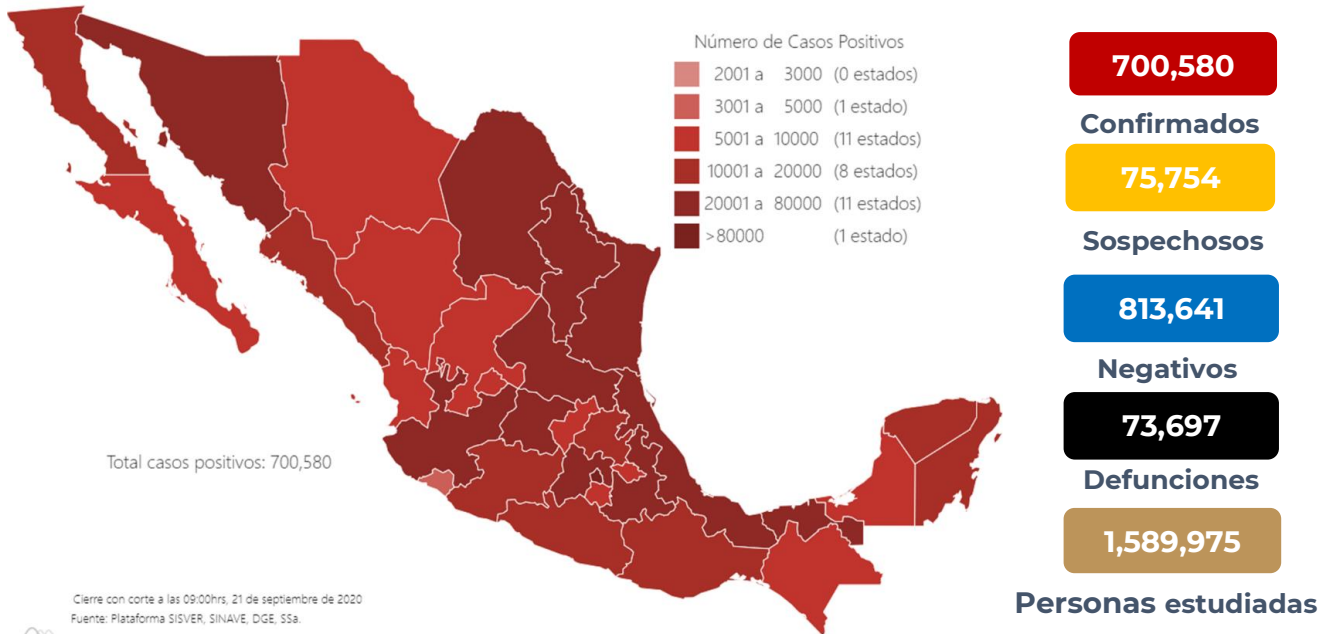 Número de Casos Positivos
2001 a 3000 (0 estados)
3001 a 5000 (1 estado)
5001 a 10000 (11 estados)
10001 a 20000 (8 estados)
20001 a 80000 (11 estados)
>80000 (1 estado)
Total casos positivos: 700,580
Cierre con corte a las 09:00hrs, 21 de septiembre de 2020
Fuente: Plataforma SISVER, SINAVE, DGE, SSa.
700,580
Confirmados
75,754
Sospechosos
813,641
Negativos
73,697
Defunciones
1,589,975
Personas estudiadas